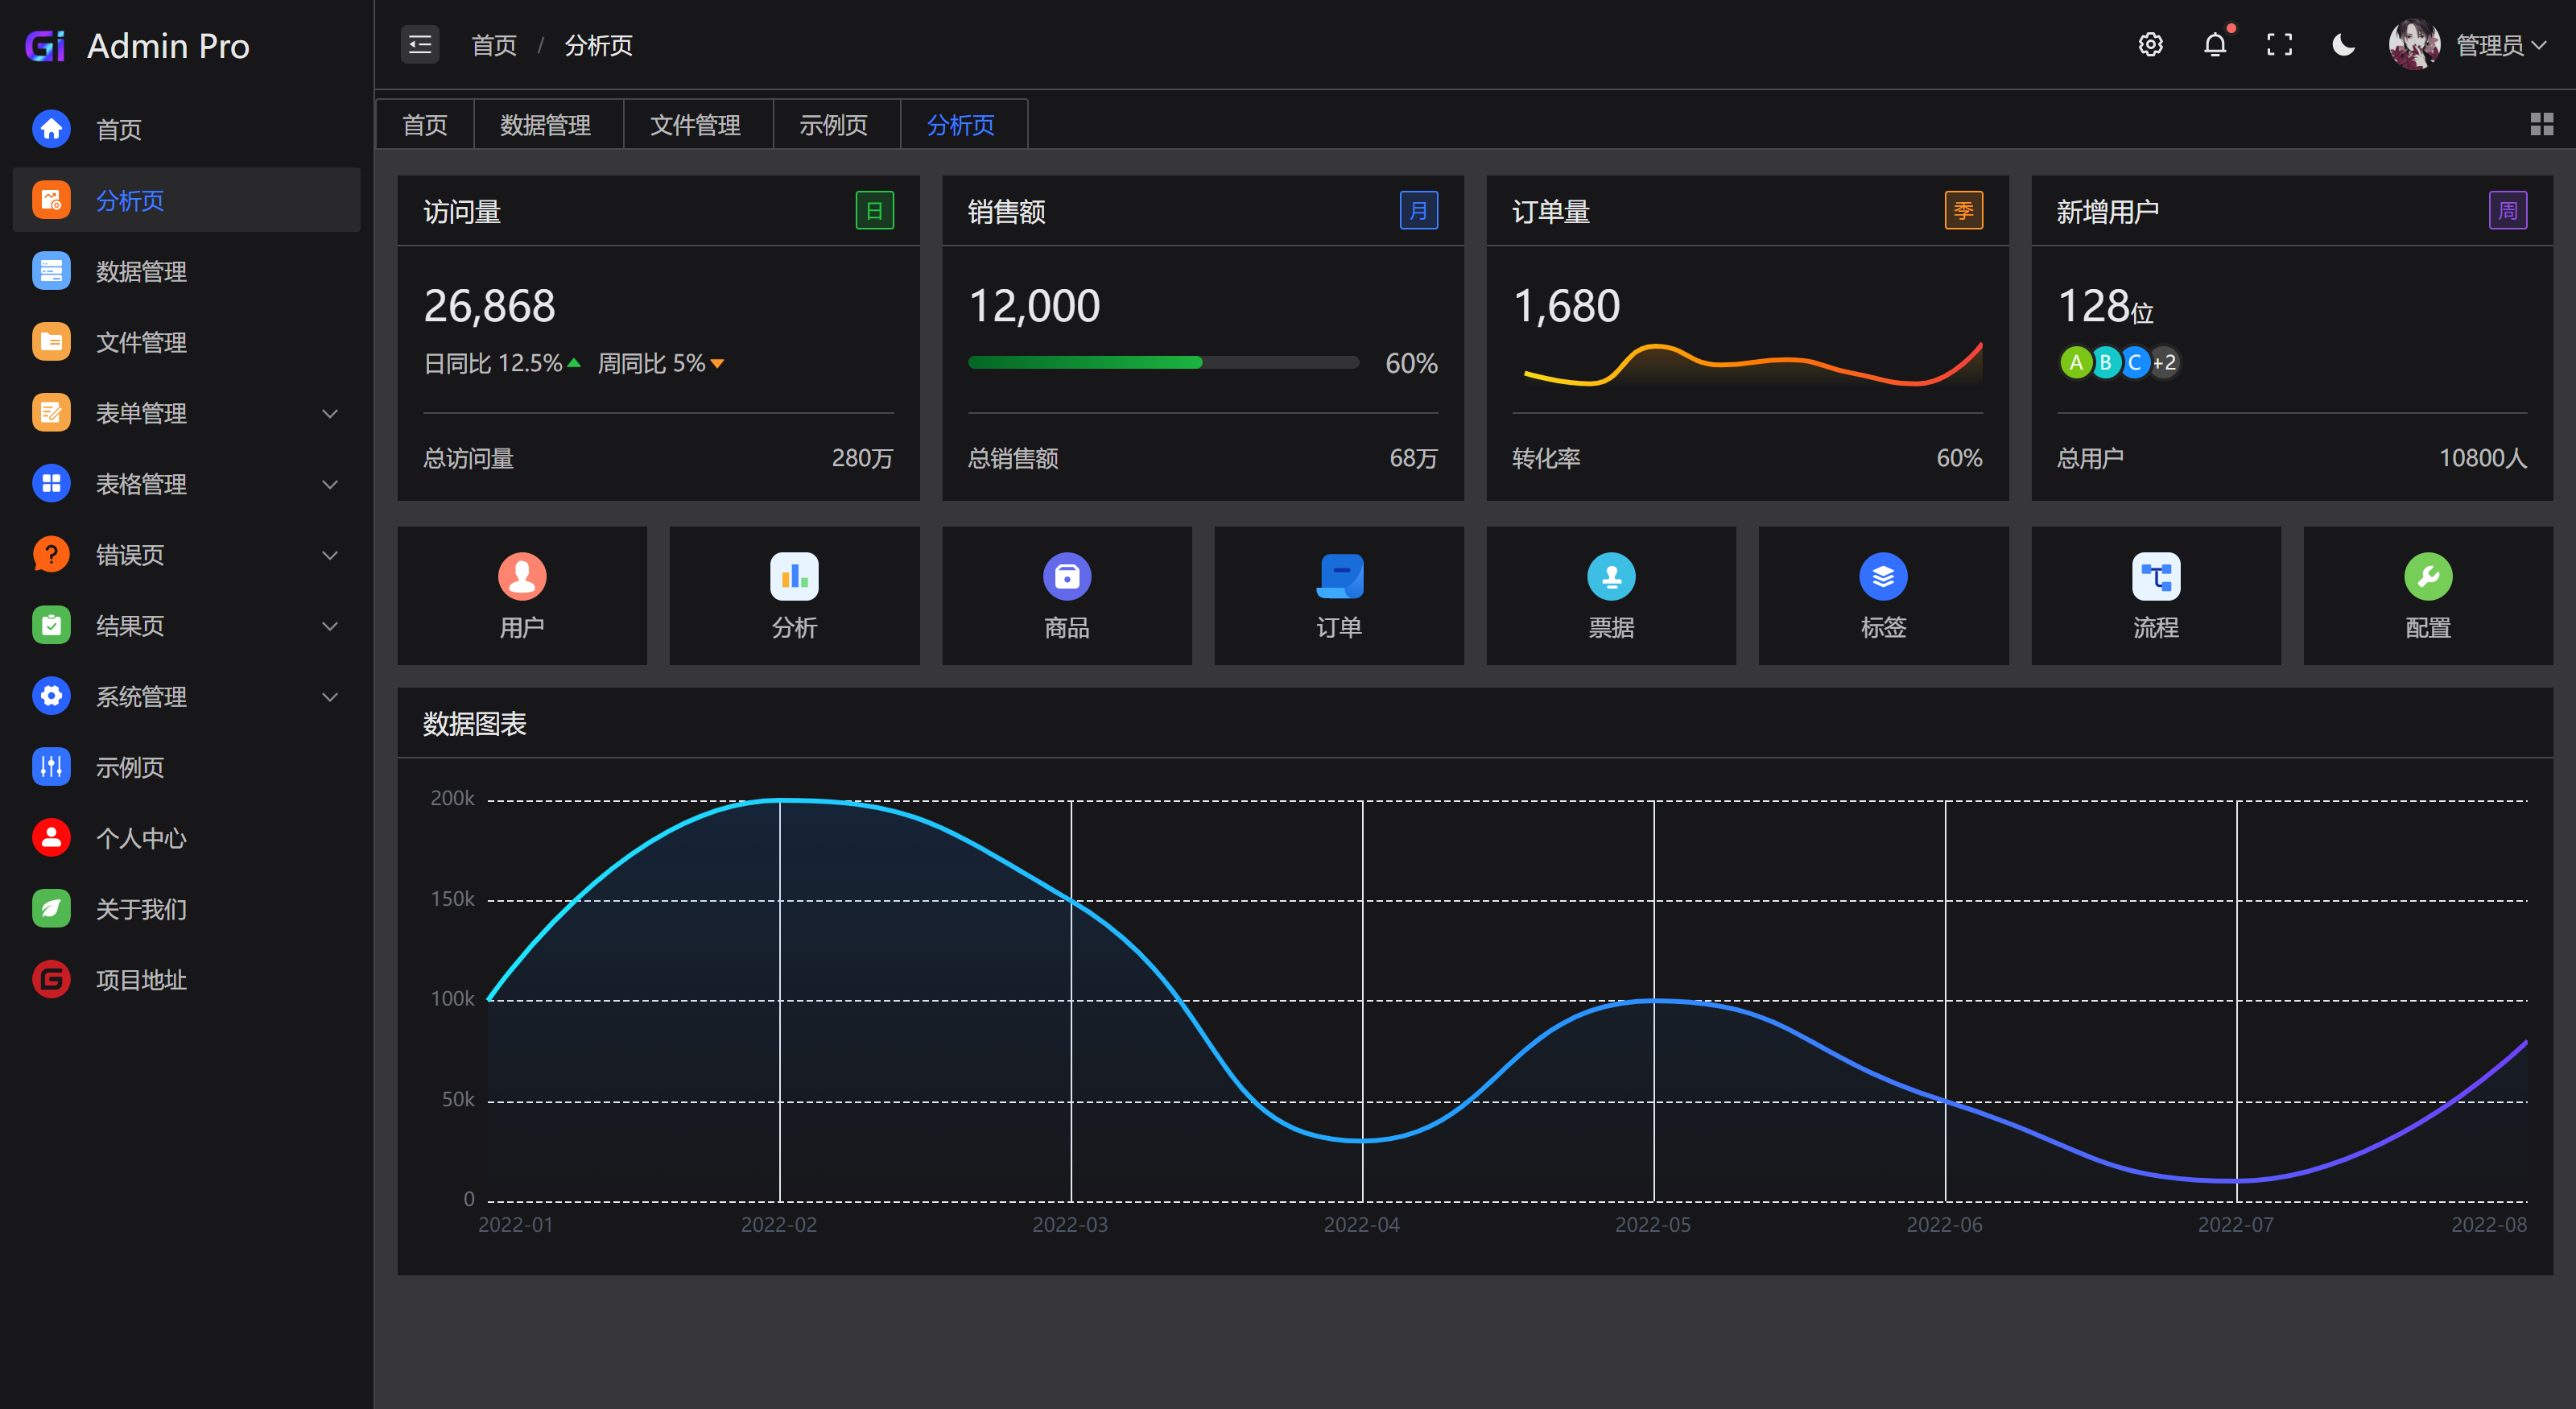 Gi Admin Pro
首页 / 分析页
管理员
首页
分析页
数据管理
文件管理
表单管理
表格管理
错误页
结果页
系统管理
示例页
个人中心
关于我们
项目地址
首页 数据管理 文件管理 示例页 分析页
访问量 日
26,868
日同比 12.5% 周同比 5%
总访问量 280万
销售额 月
12,000
60%
总销售额 68万
订单量 季
1,680
转化率 60%
新增用户 周
128位
A B C +2
总用户 10800人
用户 分析 商品 订单 票据 标签 流程 配置
数据图表
200k
150k
100k
50k
0
2022-01 2022-02 2022-03 2022-04 2022-05 2022-06 2022-07 2022-08